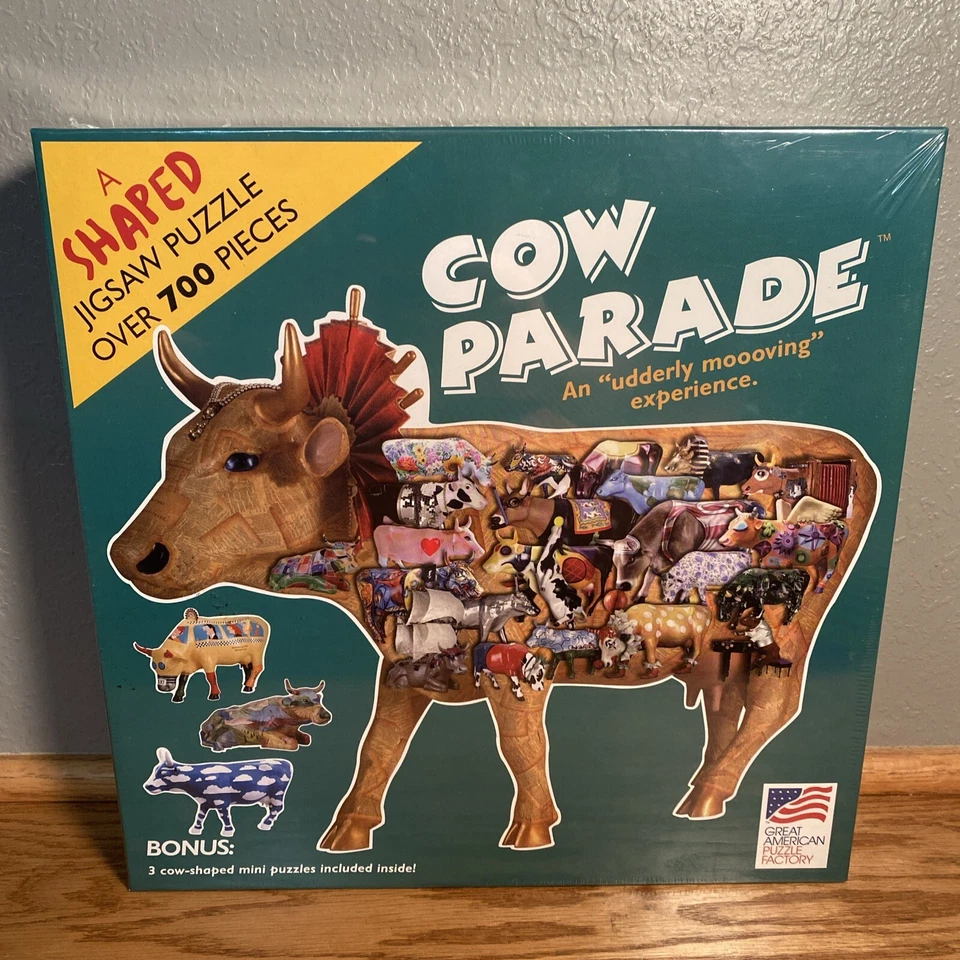 A
SHAPED
JIGSAW PUZZLE
OVER 700 PIECES
COW
PARADE™
An “udderly moooving”
experience.
BONUS:
3 cow-shaped mini puzzles included inside!
GREAT
AMERICAN
PUZZLE
FACTORY